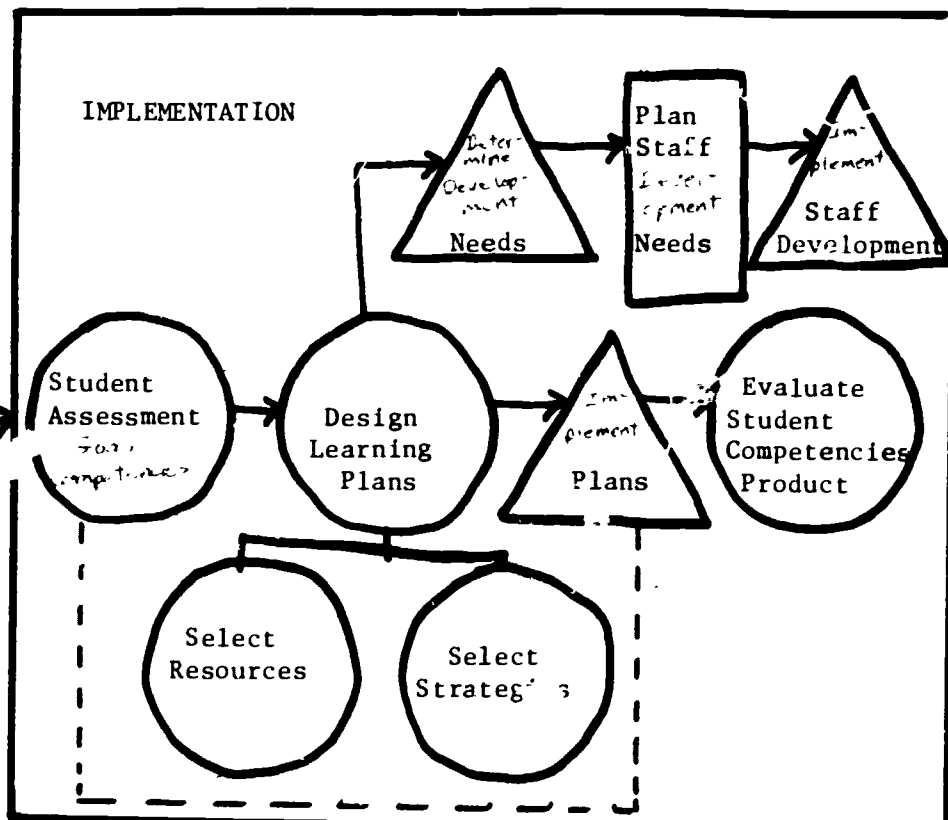 IMPLEMENTATION
Deter-
mine
Develop-
ment
Needs
Plan
Staff
Needs
Im-
plement
Staff
Development
Student
Assessment
Design
Learning
Plans
Im-
plement
Plans
Evaluate
Student
Competencies
Product
Select
Resources
Select